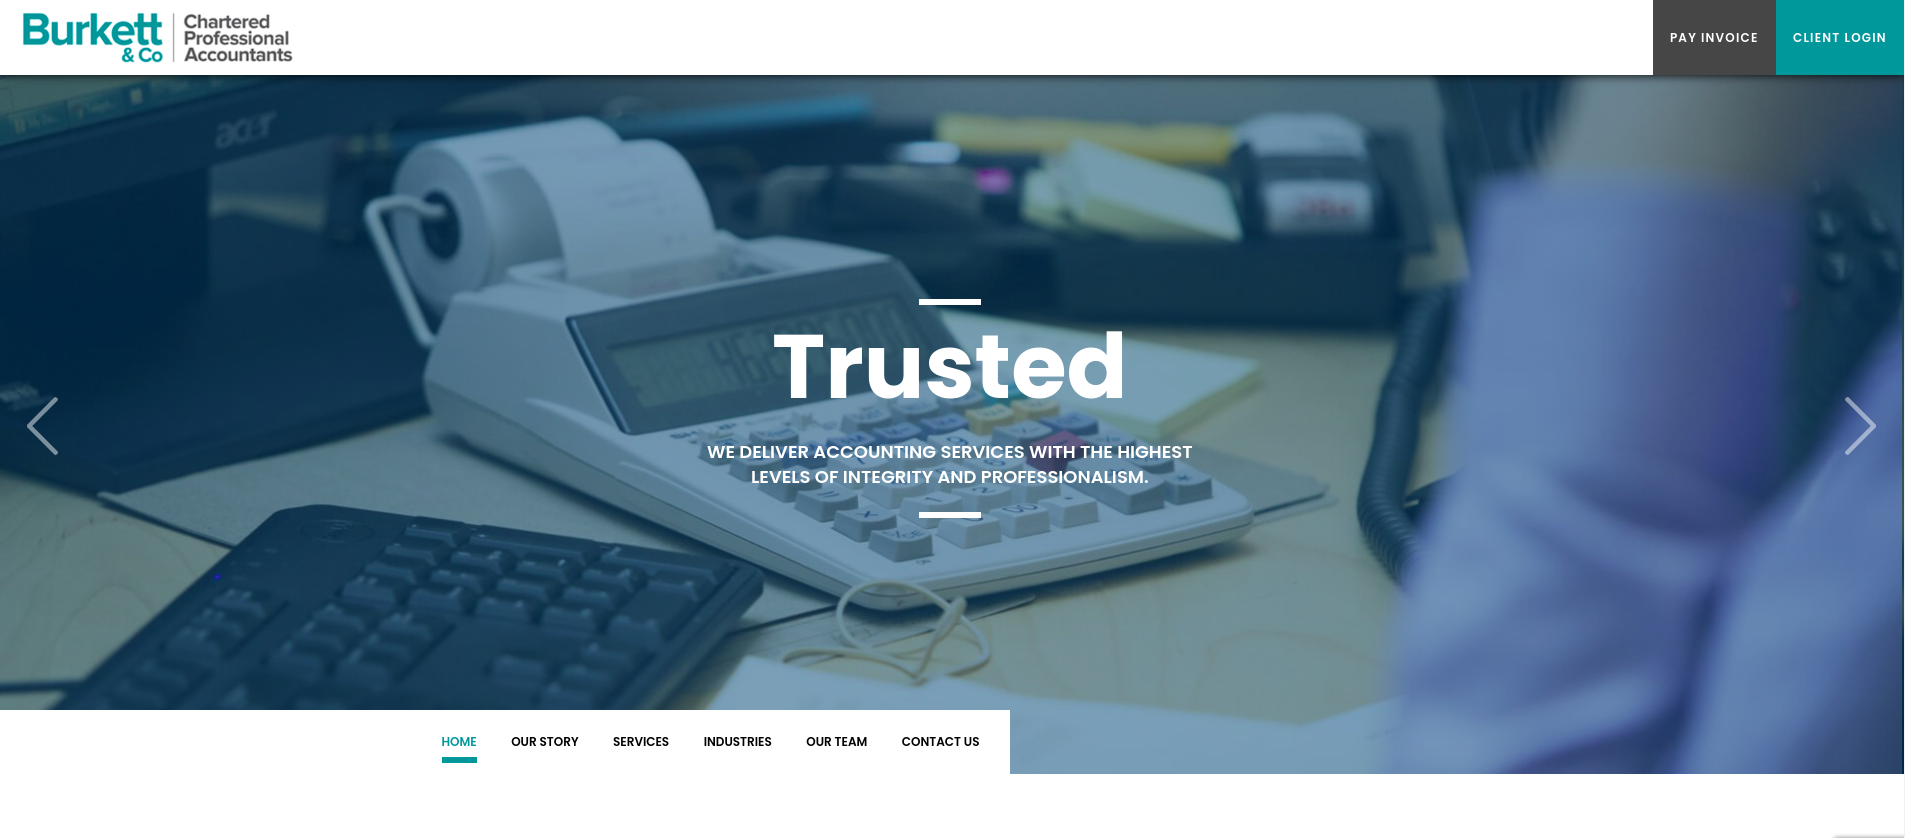 Burkett
& Co
Chartered
Professional
Accountants
PAY INVOICE
CLIENT LOGIN
acer
Trusted
WE DELIVER ACCOUNTING SERVICES WITH THE HIGHEST
LEVELS OF INTEGRITY AND PROFESSIONALISM.
HOME
OUR STORY
SERVICES
INDUSTRIES
OUR TEAM
CONTACT US